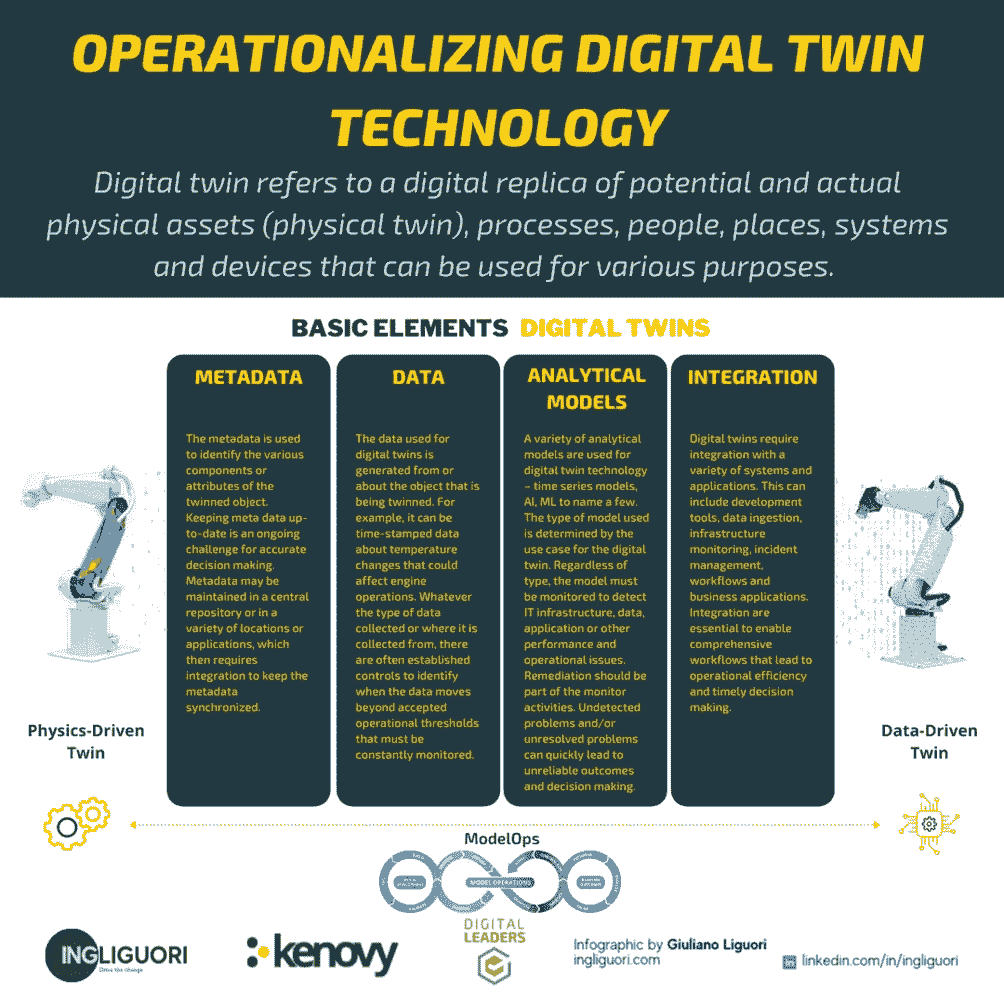 OPERATIONALIZING DIGITAL TWIN
TECHNOLOGY
Digital twin refers to a digital replica of potential and actual
physical assets (physical twin), processes, people, places, systems
and devices that can be used for various purposes.
BASIC ELEMENTS DIGITAL TWINS
METADATA
The metadata is used
to identify the various
components or
attributes of the
twinned object.
Keeping meta data up-
to-date is an ongoing
challenge for accurate
decision making.
Metadata may be
maintained in a central
repository or in a
variety of locations or
applications, which
then requires
integration to keep the
metadata
synchronized.
DATA
The data used for
digital twins is
generated from or
about the object that is
being twinned. For
example, it can be
time-stamped data
about temperature
changes that could
affect engine
operations. Whatever
the type of data
collected or where it is
collected from, there
are often established
controls to identify
when the data moves
beyond accepted
operational thresholds
that must be
constantly monitored.
ANALYTICAL
MODELS
A variety of analytical
models are used for
digital twin technology
– time series models,
AI, ML to name a few.
The type of model used
is determined by the
use case for the digital
twin. Regardless of
type, the model must
be monitored to detect
IT infrastructure, data,
application or other
performance and
operational issues.
Remediation should be
part of the monitor
activities. Undetected
problems and/or
unresolved problems
can quickly lead to
unreliable outcomes
and decision making.
INTEGRATION
Digital twins require
integration with a
variety of systems and
applications. This can
include development
tools, data ingestion,
infrastructure
monitoring, incident
management,
workflows and
business applications.
Integration are
essential to enable
comprehensive
workflows that lead to
operational efficiency
and timely decision
making.
Physics-Driven
Twin
Data-Driven
Twin
ModelOps
MODEL OPERATIONS
DIGITAL
LEADERS
INGLIGUORI
Drive the change
kenovy
Infographic by Giuliano Liguori
ingliguori.com
linkedin.com/in/ingliguori